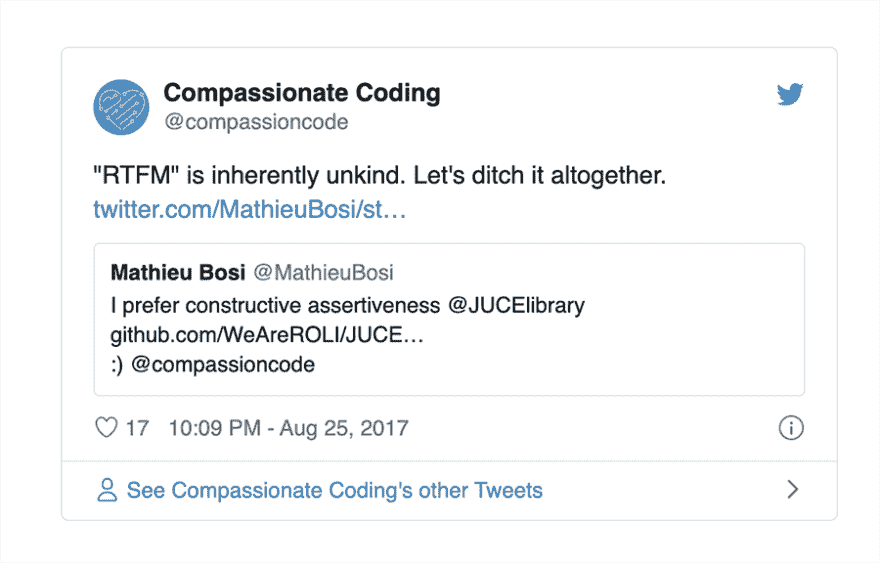 Compassionate Coding
@compassioncode
"RTFM" is inherently unkind. Let's ditch it altogether.
twitter.com/MathieuBosi/st…
Mathieu Bosi @MathieuBosi
I prefer constructive assertiveness @JUCElibrary
github.com/WeAreROLI/JUCE…
:) @compassioncode
17 10:09 PM - Aug 25, 2017
See Compassionate Coding's other Tweets